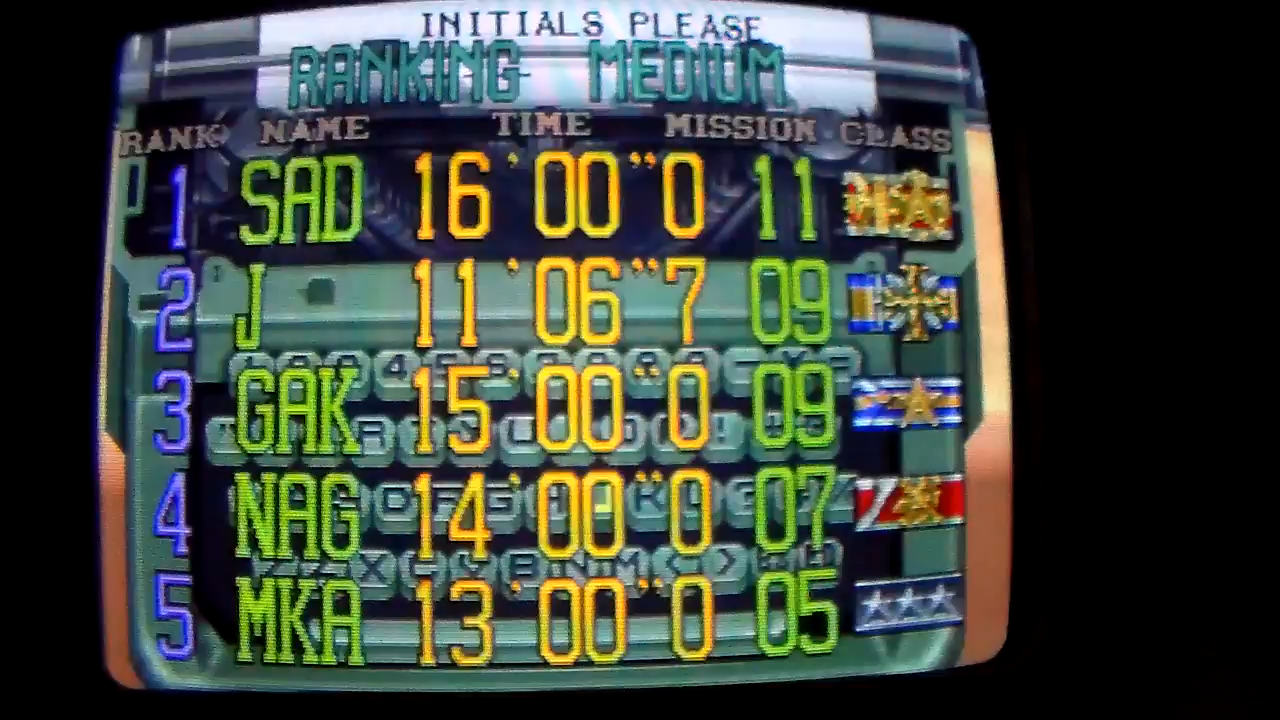 INITIALS PLEASE
RANKING MEDIUM
RANK NAME TIME MISSION CLASS
1 SAD 16'00"0 11
2 J 11'06"7 09
3 GAK 15'00"0 09
4 NAG 14'00"0 07
5 MKA 13'00"0 05